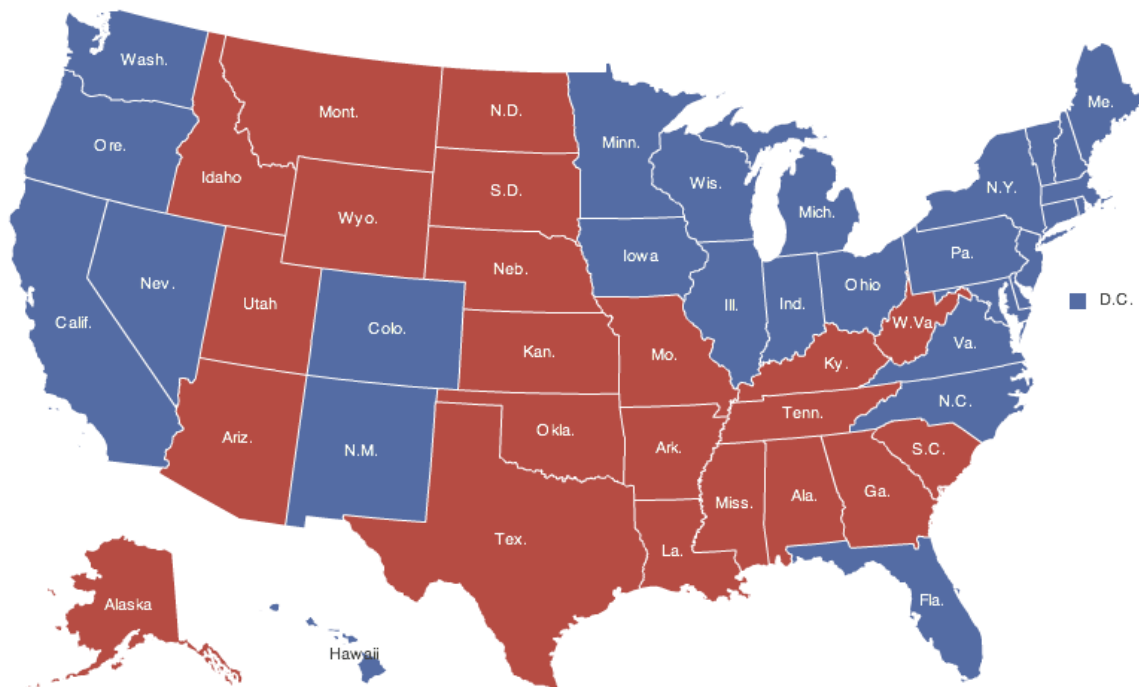 Wash.
Mont.
N.D.
Minn.
Me.
Ore.
Idaho
S.D.
Wis.
Mich.
N.Y.
Wyo.
Iowa
Pa.
Neb.
Nev.
Utah
Ill.
Ind.
Ohio
D.C.
Calif.
Colo.
Kan.
Mo.
W.Va
Va.
Ky.
N.C.
Tenn.
Ariz.
N.M.
Okla.
Ark.
S.C.
Miss.
Ala.
Ga.
Tex.
La.
Fla.
Alaska
Hawaii